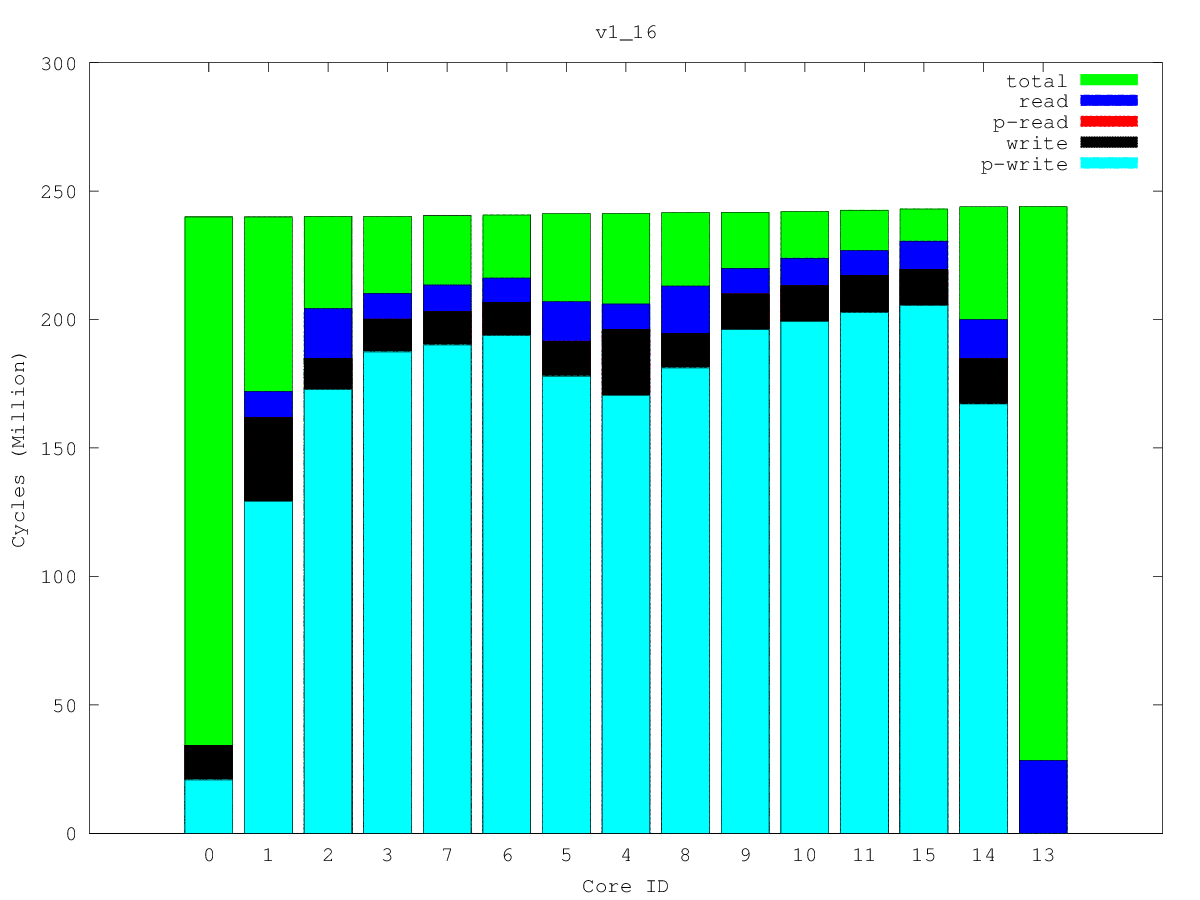 v1_16
300
250
200
150
100
50
0
Cycles (Million)
total
read
p-read
write
p-write
0 1 2 3 7 6 5 4 8 9 10 11 15 14 13
Core ID